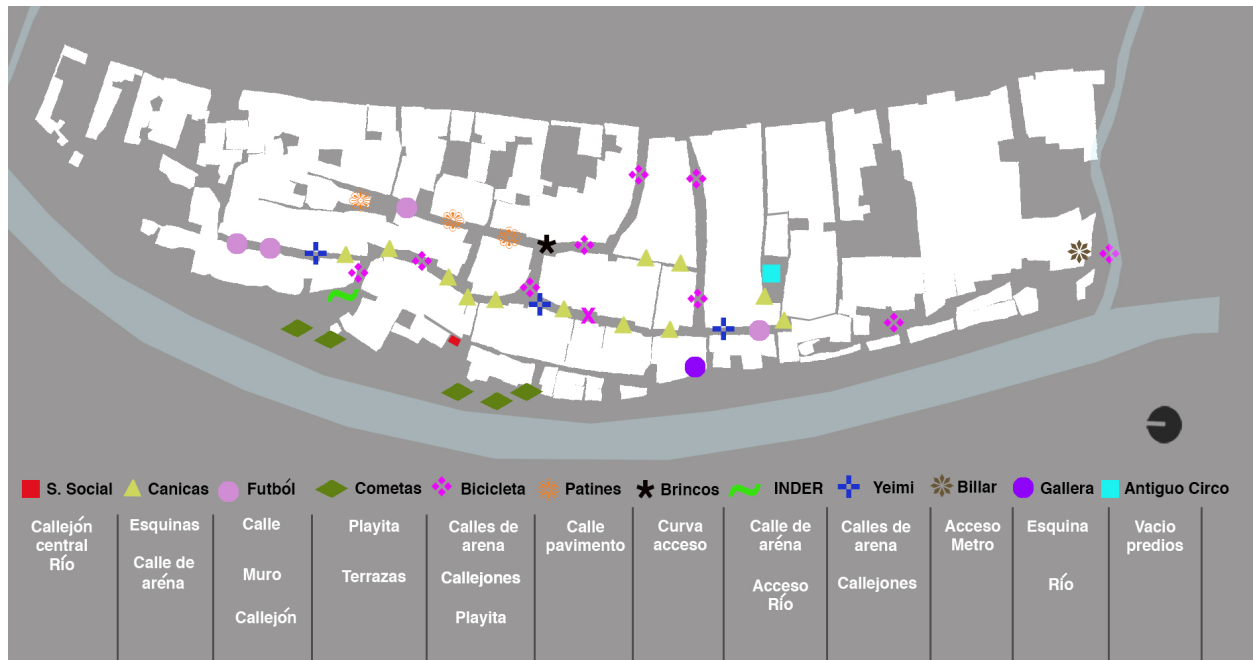 X
S. Social
Canicas
Futból
Cometas
Bicicleta
Patines
Brincos
INDER
Yeimi
Billar
Gallera
Antiguo Circo
Callejón
central
Río
Esquinas
Calle de
aréna
Calle
Muro
Callejón
Playita
Terrazas
Calles de
arena
Callejones
Playita
Calle
pavimento
Curva
acceso
Calle de
aréna
Acceso
Río
Calles de
arena
Callejones
Acceso
Metro
Esquina
Río
Vacio
predios